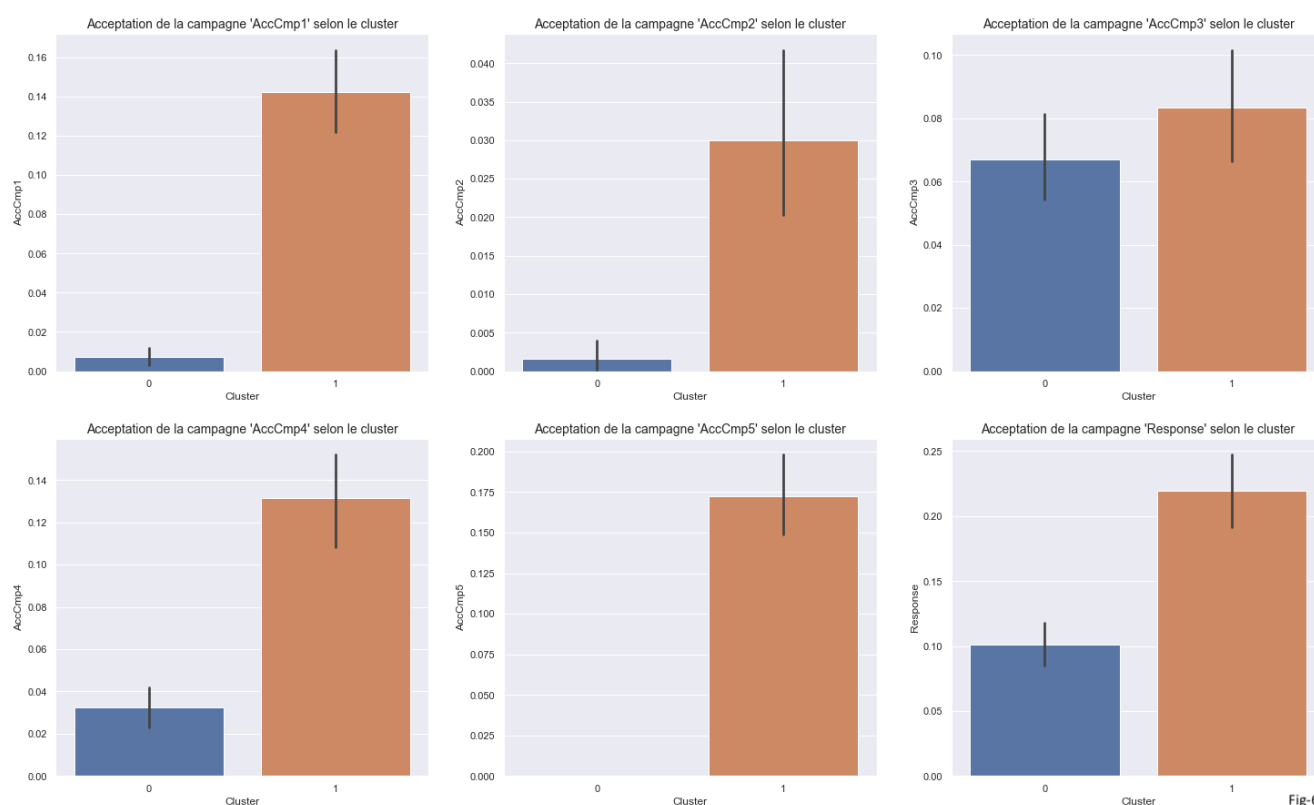 Acceptation de la campagne 'AccCmp1' selon le cluster
0.16
0.14
0.12
0.10
0.08
0.06
0.04
0.02
0.00
AccCmp1
0 1
Cluster
Acceptation de la campagne 'AccCmp2' selon le cluster
0.040
0.035
0.030
0.025
0.020
0.015
0.010
0.005
0.000
AccCmp2
0 1
Cluster
Acceptation de la campagne 'AccCmp3' selon le cluster
0.10
0.08
0.06
0.04
0.02
0.00
AccCmp3
0 1
Cluster
Acceptation de la campagne 'AccCmp4' selon le cluster
0.14
0.12
0.10
0.08
0.06
0.04
0.02
0.00
AccCmp4
0 1
Cluster
Acceptation de la campagne 'AccCmp5' selon le cluster
0.200
0.175
0.150
0.125
0.100
0.075
0.050
0.025
0.000
AccCmp5
0 1
Cluster
Acceptation de la campagne 'Response' selon le cluster
0.25
0.20
0.15
0.10
0.05
0.00
Response
0 1
Cluster